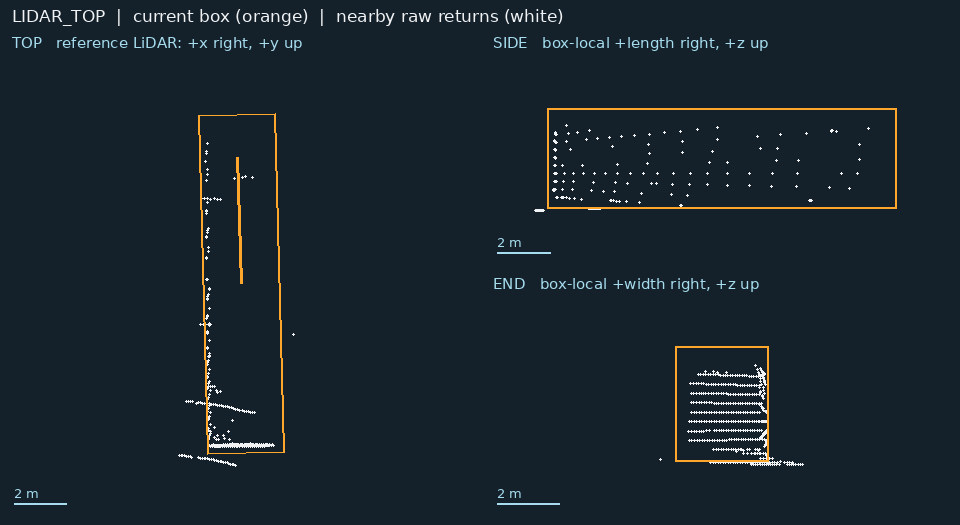 LIDAR_TOP | current box (orange) | nearby raw returns (white)
TOP reference LiDAR: +x right, +y up
SIDE box-local +length right, +z up
2 m
END box-local +width right, +z up
2 m
2 m